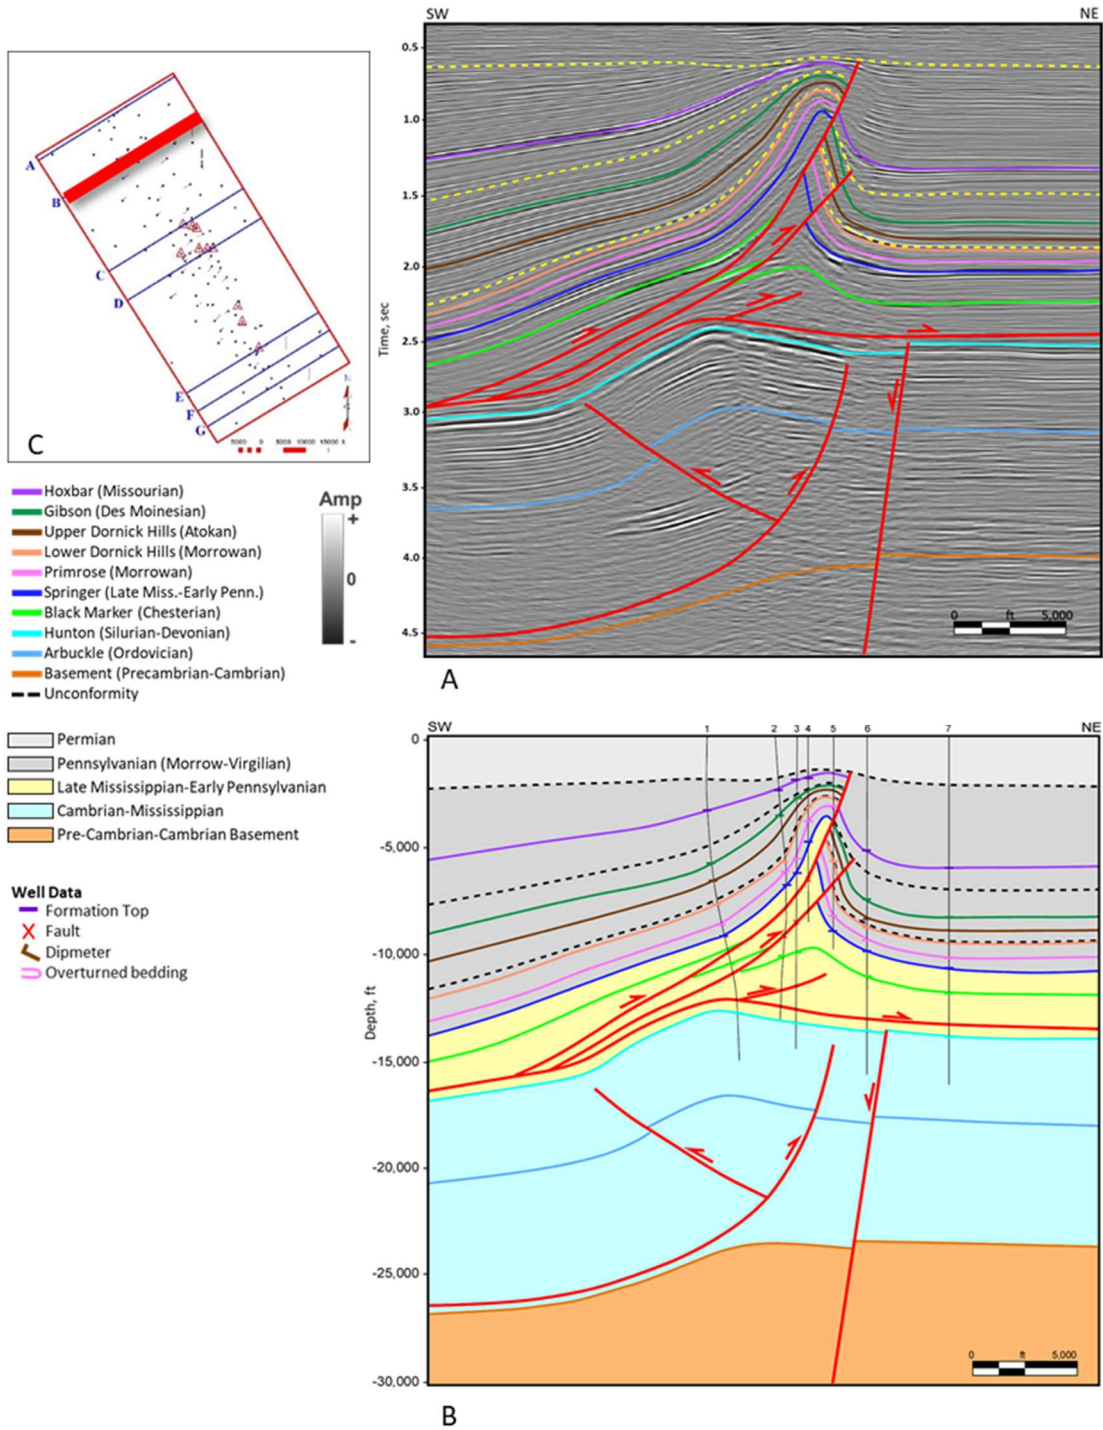 SW
NE
0.5
1.0
1.5
2.0
2.5
3.0
3.5
4.0
4.5
Time, sec
0 ft 5,000
A
A
B
C
D
E
F
G
N
5000 0 5000 10000 15000
C
Hoxbar (Missourian)
Gibson (Des Moinesian)
Upper Dornick Hills (Atokan)
Lower Dornick Hills (Morrowan)
Primrose (Morrowan)
Springer (Late Miss.-Early Penn.)
Black Marker (Chesterian)
Hunton (Silurian-Devonian)
Arbuckle (Ordovician)
Basement (Precambrian-Cambrian)
Unconformity
Amp
+
0
-
Permian
Pennsylvanian (Morrow-Virgilian)
Late Mississippian-Early Pennsylvanian
Cambrian-Mississippian
Pre-Cambrian-Cambrian Basement
Well Data
Formation Top
Fault
Dipmeter
Overturned bedding
SW
1 2 3 4 5 6 7
NE
0
-5,000
-10,000
-15,000
-20,000
-25,000
-30,000
Depth, ft
0 ft 5,000
B